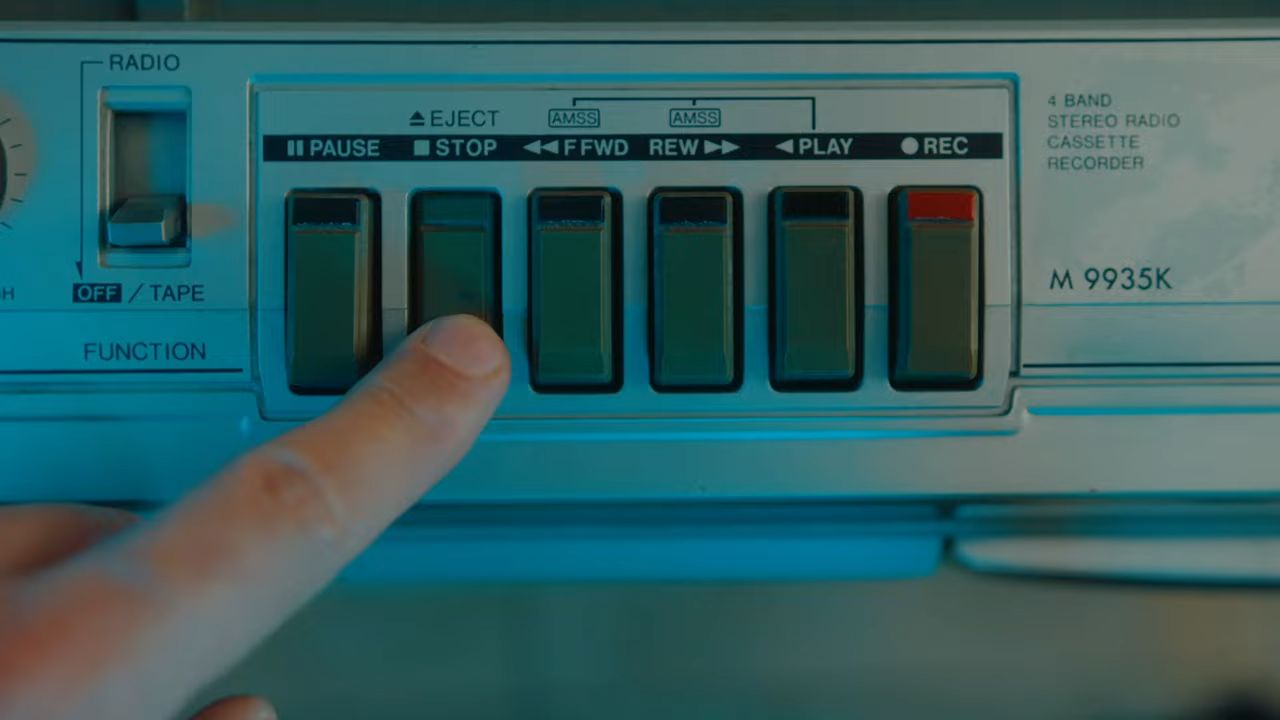 RADIO
OFF / TAPE
FUNCTION
EJECT
AMSS
AMSS
PAUSE
STOP
FFWD
REW
PLAY
REC
4 BAND
STEREO RADIO
CASSETTE
RECORDER
M 9935K